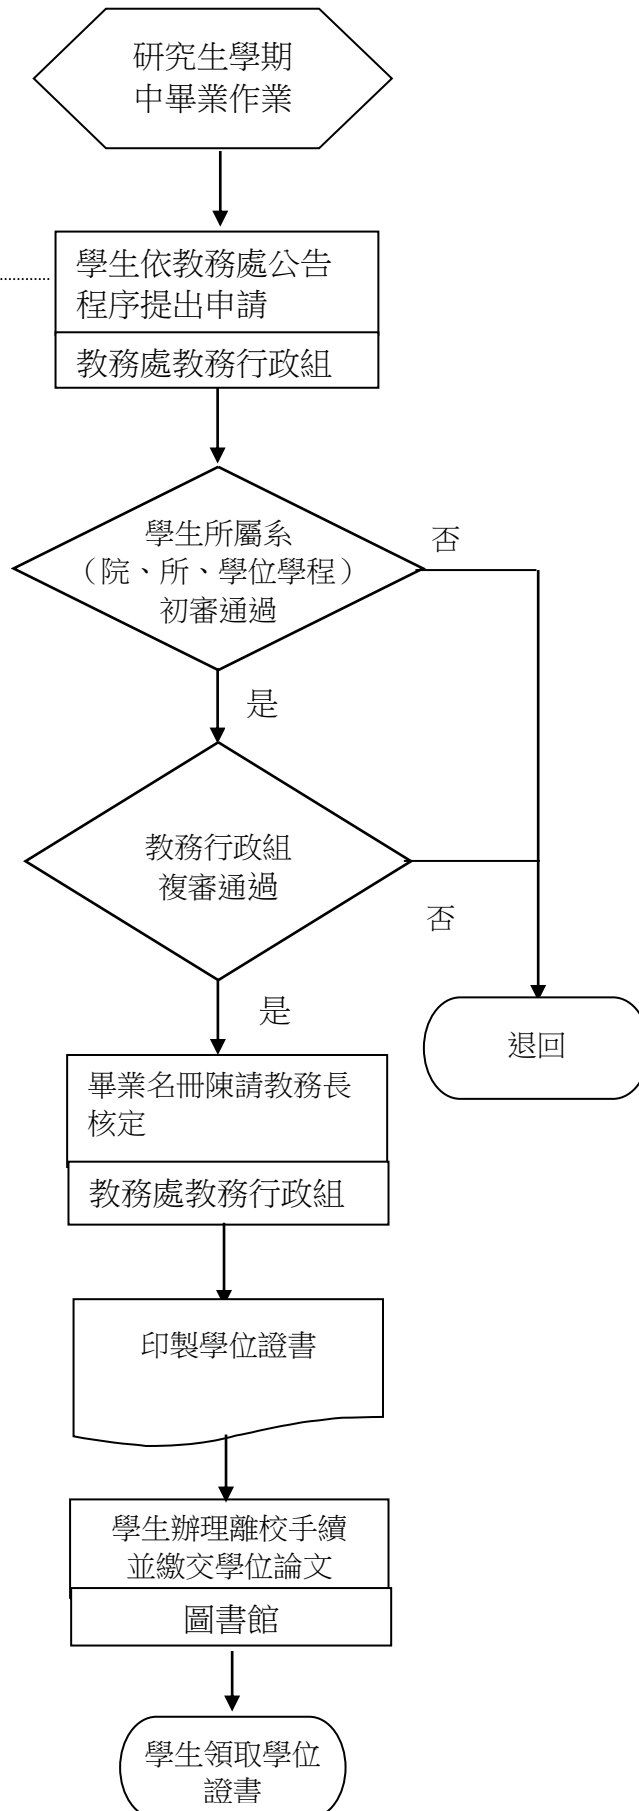 研究生學期
中畢業作業
學生依教務處公告
程序提出申請
教務處教務行政組
學生所屬系
（院、所、學位學程）
初審通過
否
是
教務行政組
複審通過
否
是
退回
畢業名冊陳請教務長
核定
教務處教務行政組
印製學位證書
學生辦理離校手續
並繳交學位論文
圖書館
學生領取學位
證書